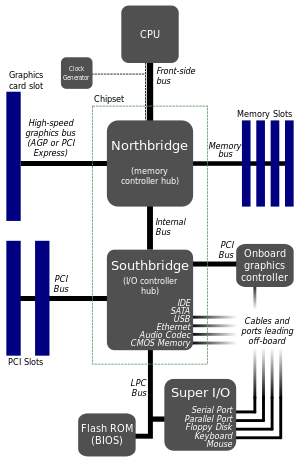 CPU
Clock
Generator
Front-side
bus
Graphics
card slot
Chipset
High-speed
graphics bus
(AGP or PCI
Express)
Northbridge
(memory
controller hub)
Memory
bus
Memory Slots
Internal
Bus
PCI
Bus
Southbridge
(I/O controller
hub)
PCI
Bus
Onboard
graphics
controller
IDE
SATA
USB
Ethernet
Audio Codec
CMOS Memory
Cables and
ports leading
off-board
PCI Slots
LPC
Bus
Super I/O
Serial Port
Parallel Port
Floppy Disk
Keyboard
Mouse
Flash ROM
(BIOS)